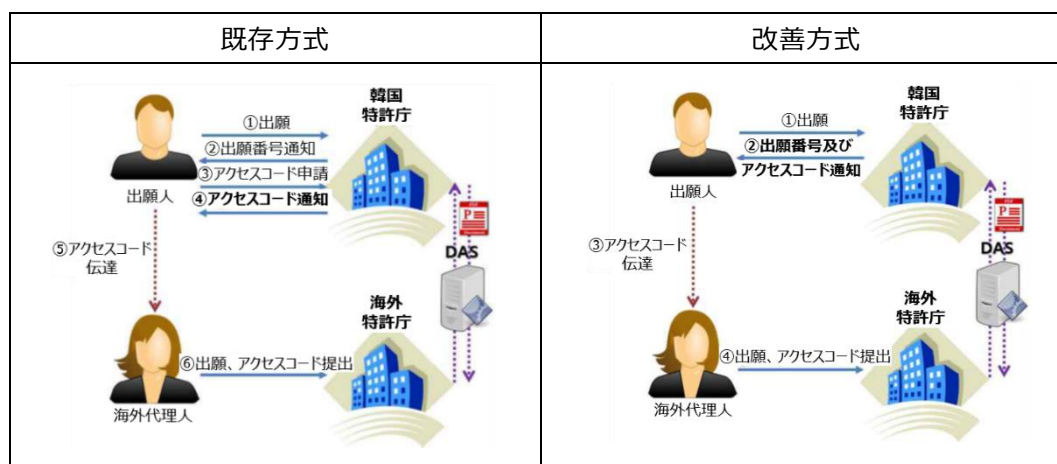 既存方式
改善方式
韓国
特許庁
①出願
②出願番号通知
③アクセスコード申請
④アクセスコード通知
出願人
⑤アクセスコード
伝達
DAS
海外
特許庁
⑥出願、アクセスコード提出
海外代理人
韓国
特許庁
①出願
②出願番号及び
アクセスコード通知
出願人
③アクセスコード
伝達
DAS
海外
特許庁
④出願、アクセスコード提出
海外代理人